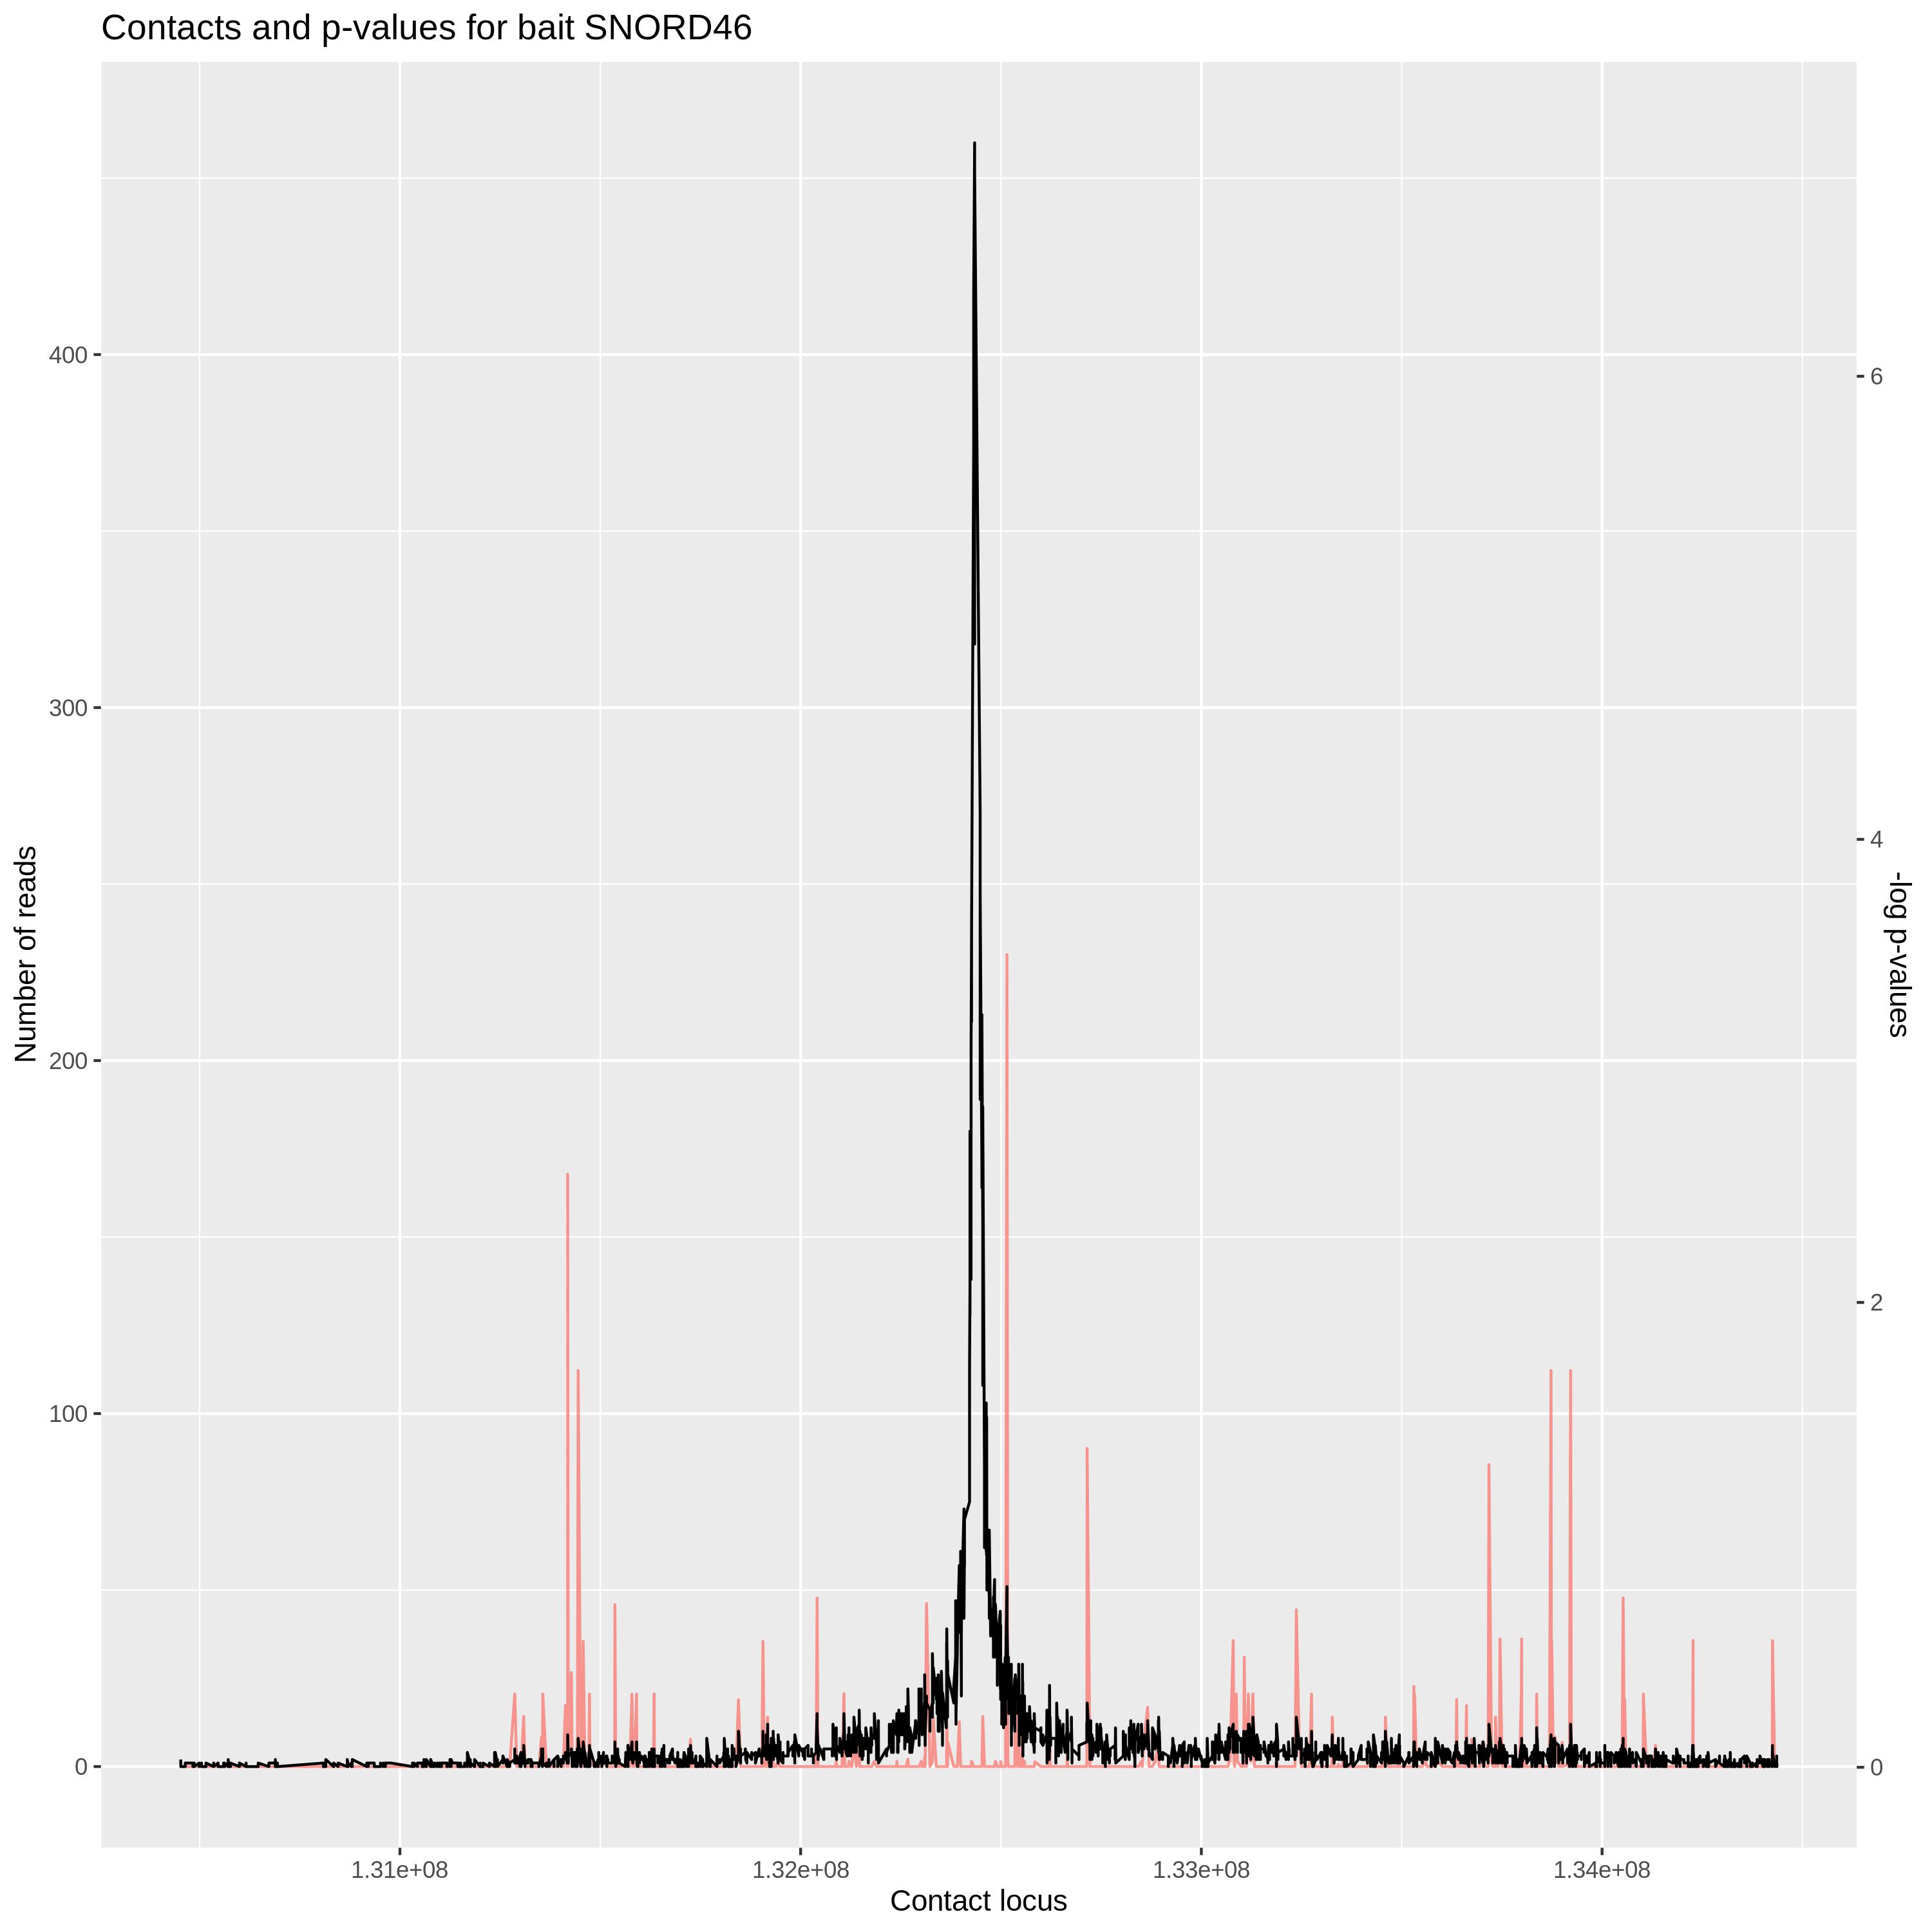 Contacts and p-values for bait SNORD46
Number of reads
400
300
200
100
0
6
4
2
0
-log p-values
1.31e+08
1.32e+08
1.33e+08
1.34e+08
Contact locus